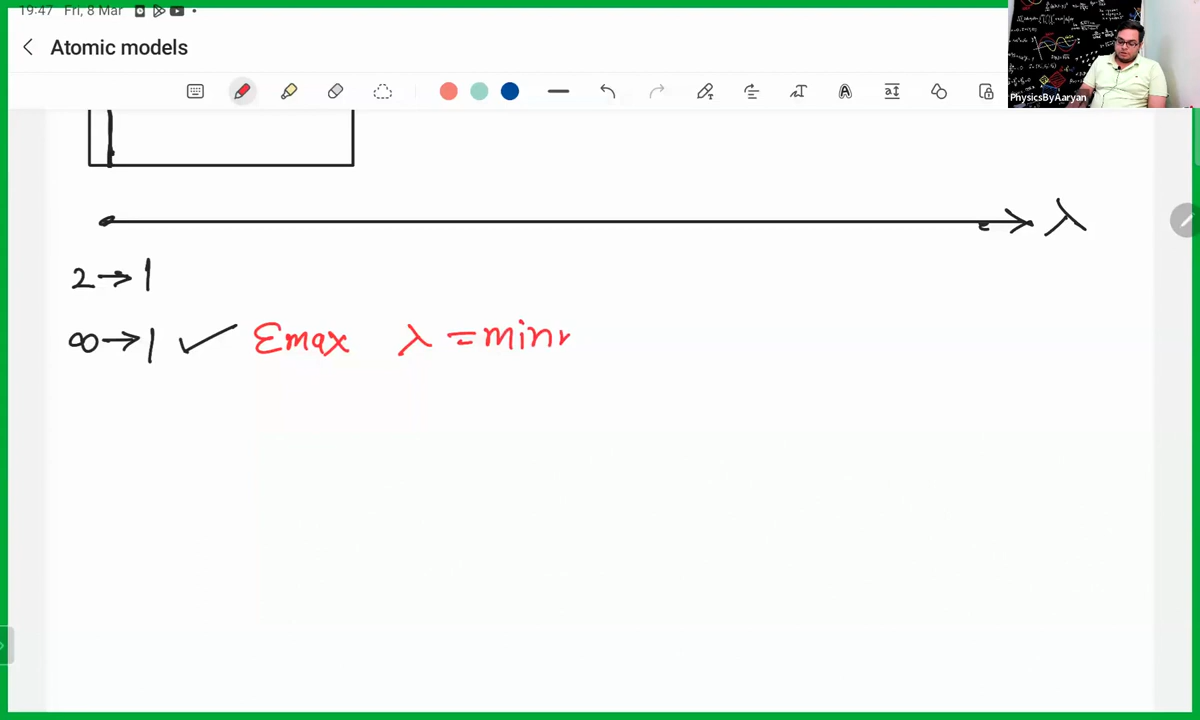 19:47 Fri, 8 Mar
Atomic models
PhysicsByAaryan
λ
2→1
∞→1 ✓ Emax λ = min